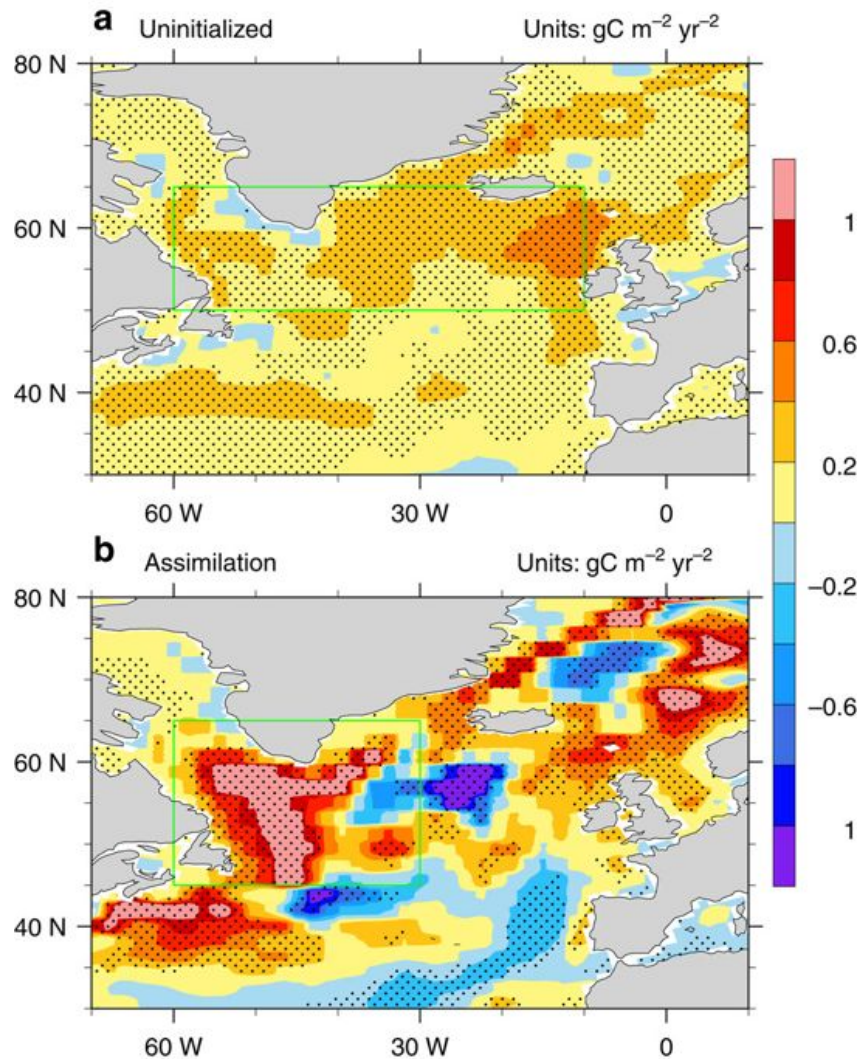 a
Uninitialized Units: gC m⁻² yr⁻²
80 N
60 N
40 N
60 W 30 W 0
b
Assimilation Units: gC m⁻² yr⁻²
80 N
60 N
40 N
60 W 30 W 0
1
0.6
0.2
−0.2
−0.6
1